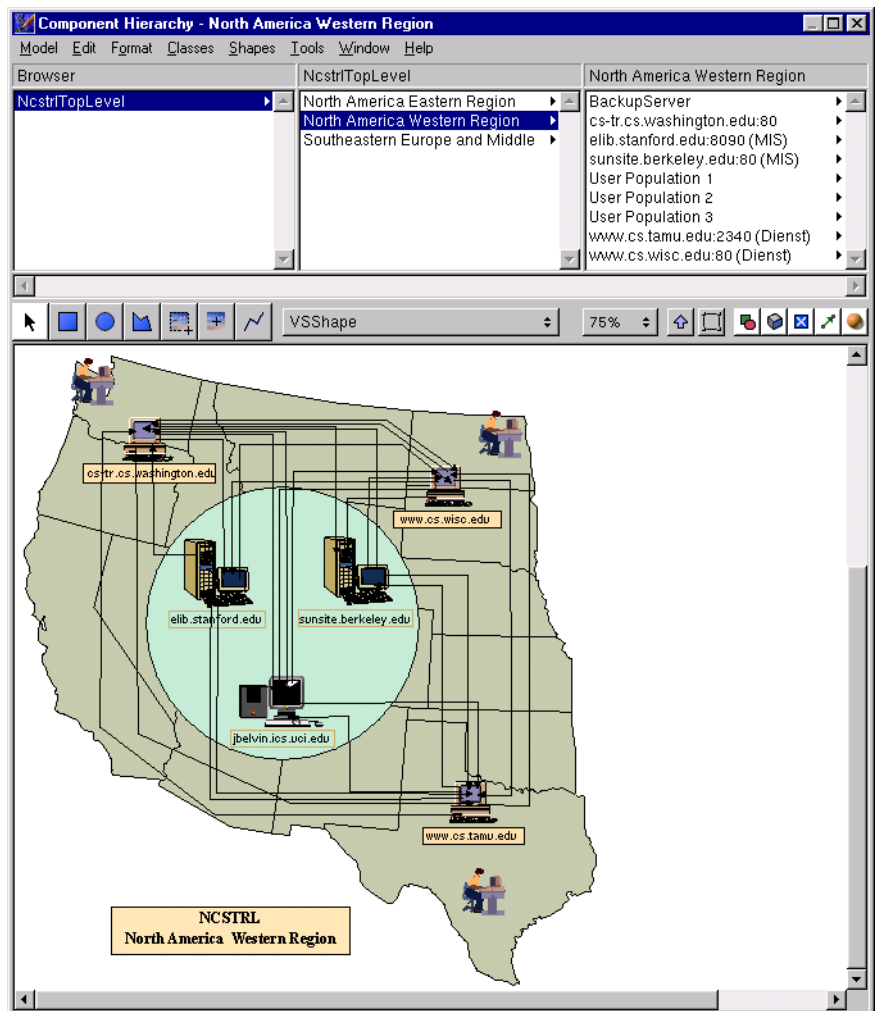 Component Hierarchy - North America Western Region
Model Edit Format Classes Shapes Tools Window Help
Browser
NcstrlTopLevel
North America Western Region
NcstrlTopLevel
North America Eastern Region
North America Western Region
Southeastern Europe and Middle
BackupServer
cs-tr.cs.washington.edu:80
elib.stanford.edu:8090 (MIS)
sunsite.berkeley.edu:80 (MIS)
User Population 1
User Population 2
User Population 3
www.cs.tamu.edu:2340 (Dienst)
www.cs.wisc.edu:80 (Dienst)
VSShape
75%
cs-tr.cs.washington.edu
www.cs.wisc.edu
elib.stanford.edu
sunsite.berkeley.edu
jbelvin.ics.uci.edu
www.cs.tamu.edu
NCSTRL
North America Western Region